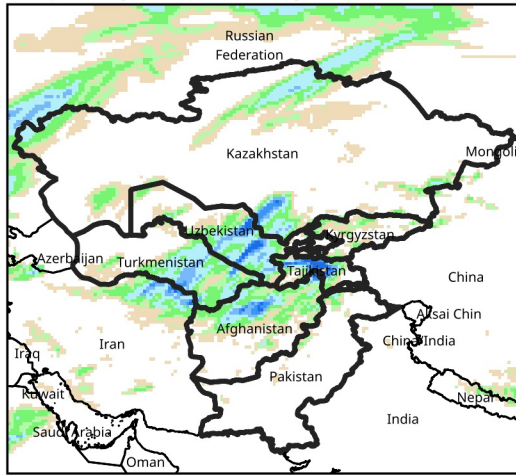 Russian
Federation
Kazakhstan
Mongoli
Uzbekistan
Kyrgyzstan
Azerbaijan
Turkmenistan
Tajikistan
China
Aksai Chin
Afghanistan
China/India
Iran
Iraq
Pakistan
Kuwait
Nepal
India
Saudi Arabia
Oman